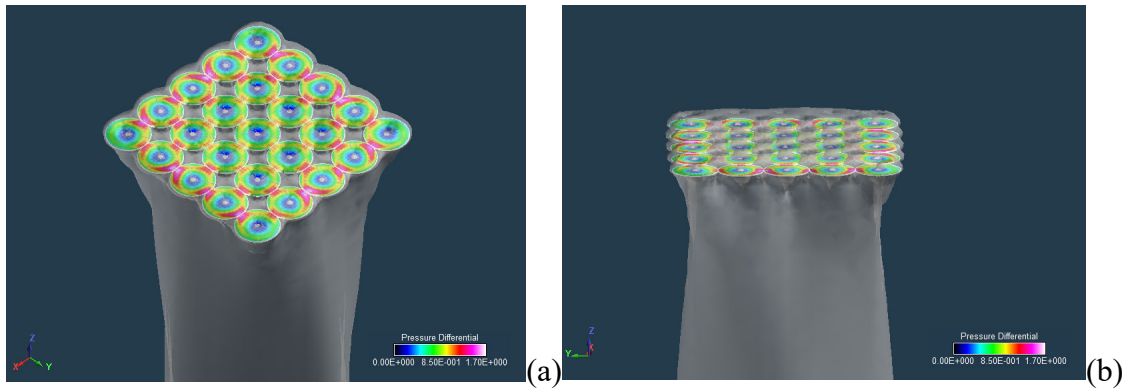 Z
X
Y
Pressure Differential
0.00E+000 8.50E-001 1.70E+000
(a)
Z
X
Y
Pressure Differential
0.00E+000 8.50E-001 1.70E+000
(b)